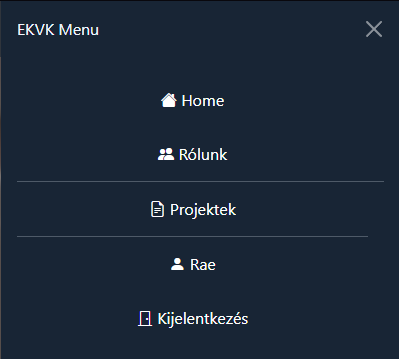 EKVK Menu
Home
Rólunk
Projektek
Rae
Kijelentkezés